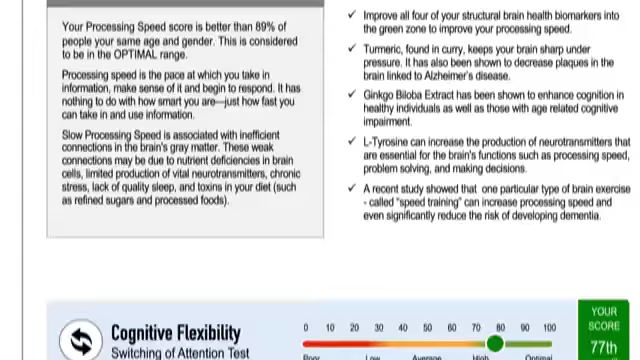 Your Processing Speed score is better than 89% of
people your same age and gender. This is considered
to be in the OPTIMAL range.
Processing speed is the pace at which you take in
information, make sense of it and begin to respond. It has
nothing to do with how smart you are—just how fast you
can take in and use information.
Slow Processing Speed is associated with inefficient
connections in the brain's gray matter. These weak
connections may be due to nutrient deficiencies in brain
cells, limited production of vital neurotransmitters, chronic
stress, lack of quality sleep, and toxins in your diet (such
as refined sugars and processed foods).
✓ Improve all four of your structural brain health biomarkers into
the green zone to improve your processing speed.
✓ Turmeric, found in curry, keeps your brain sharp under
pressure. It has also been shown to decrease plaques in the
brain linked to Alzheimer's disease.
✓ Ginkgo Biloba Extract has been shown to enhance cognition in
healthy individuals as well as those with age related cognitive
impairment.
✓ L-Tyrosine can increase the production of neurotransmitters that
are essential for the brain's functions such as processing speed,
problem solving, and making decisions.
✓ A recent study showed that one particular type of brain exercise
- called "speed training" can increase processing speed and
even significantly reduce the risk of developing dementia.
Cognitive Flexibility
Switching of Attention Test
0 10 20 30 40 50 60 70 80 90 100
Poor Low Average High Optimal
YOUR
SCORE
77th